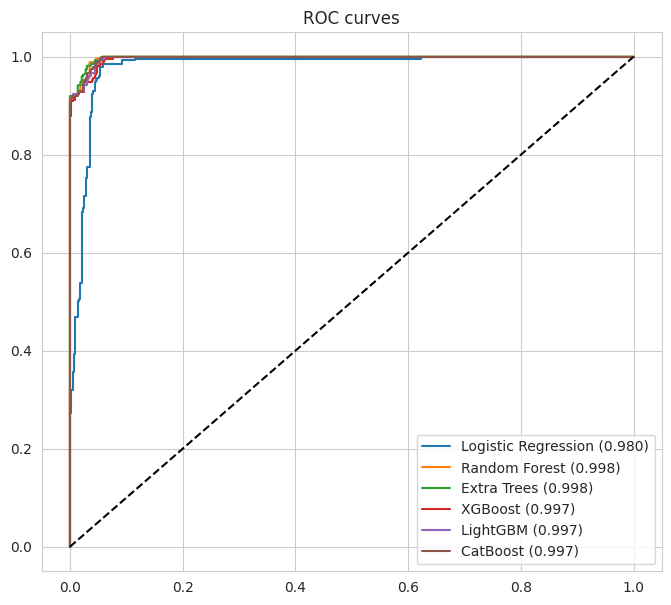 ROC curves
1.0
0.8
0.6
0.4
0.2
0.0
0.0 0.2 0.4 0.6 0.8 1.0
Logistic Regression (0.980)
Random Forest (0.998)
Extra Trees (0.998)
XGBoost (0.997)
LightGBM (0.997)
CatBoost (0.997)